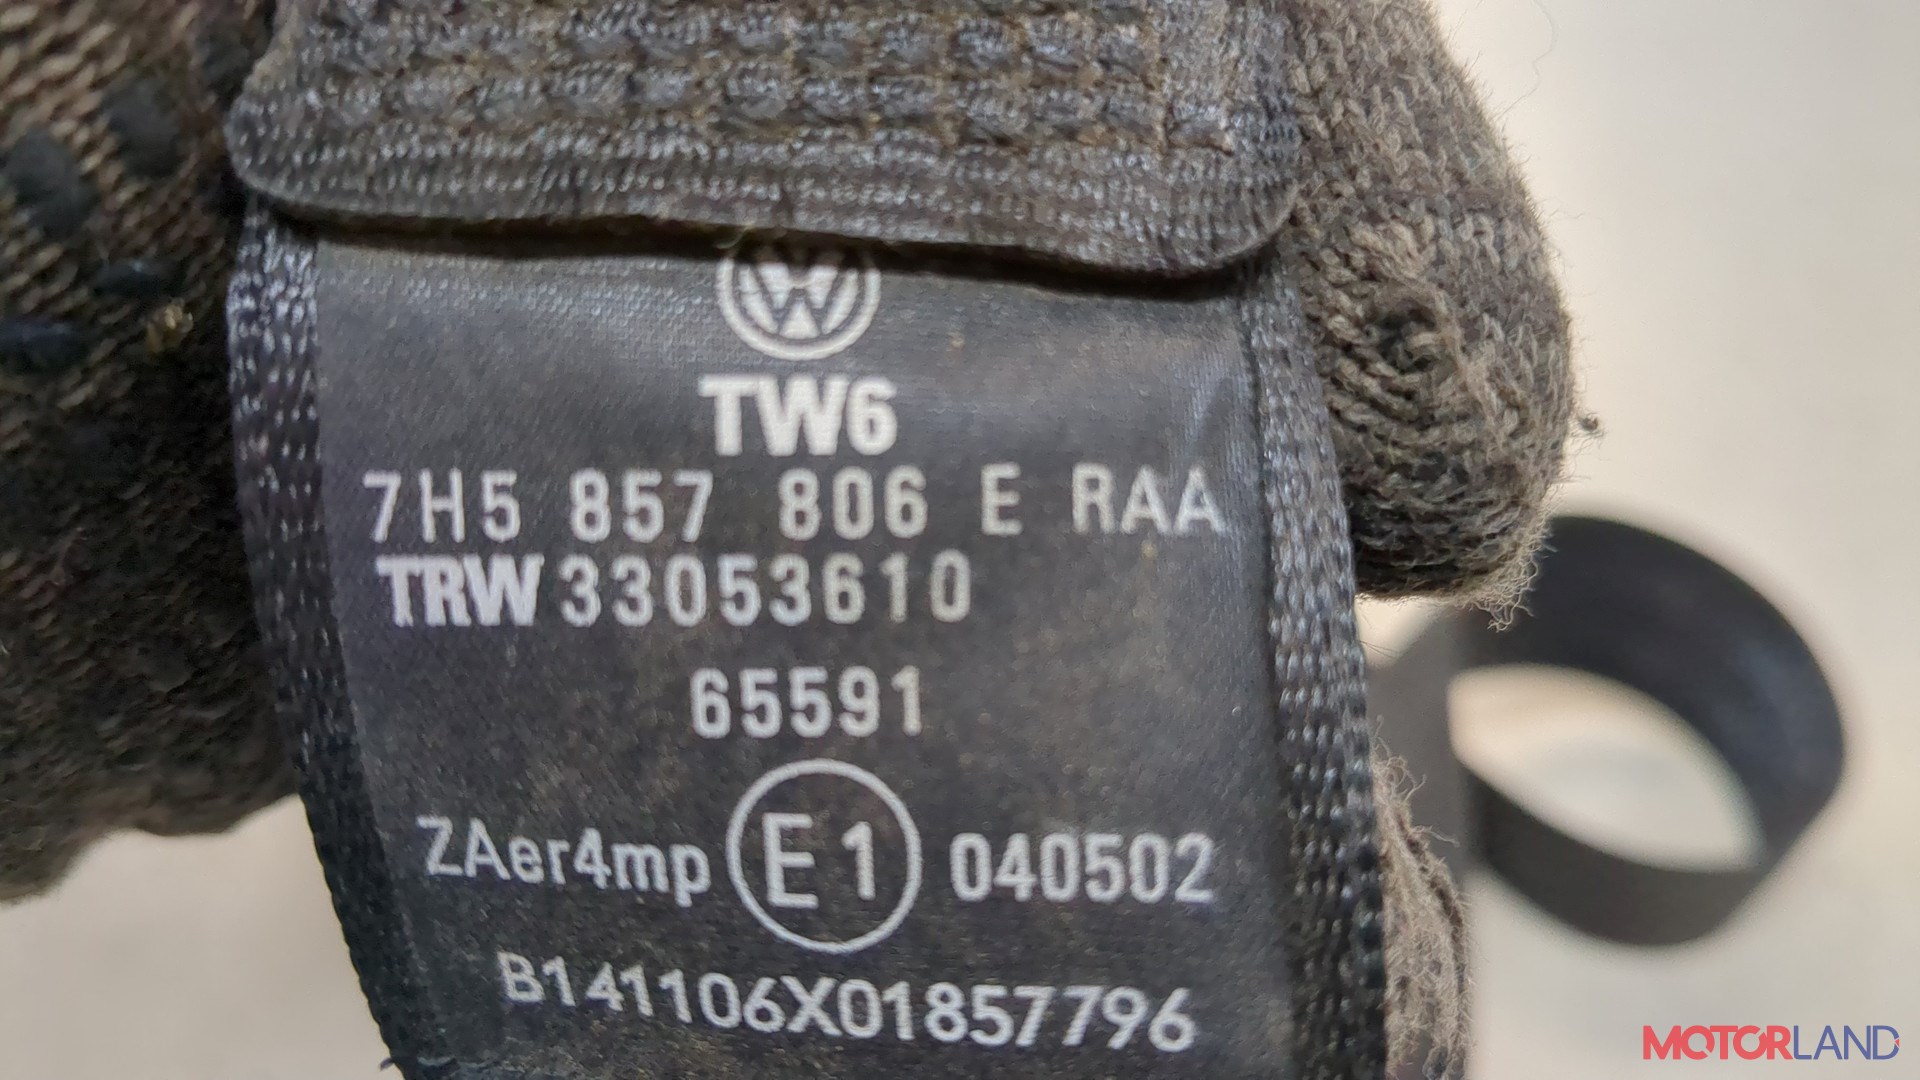 TW6
7H5 857 806 E RAA
TRW 33053610
65591
ZAer4mp E1 040502
B141106X01857796
MOTORLAND